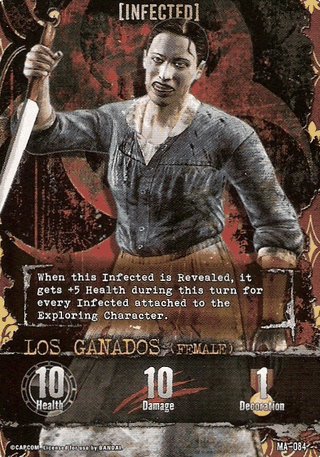 [INFECTED]
When this Infected is Revealed, it
gets +5 Health during this turn for
every Infected attached to the
Exploring Character.
LOS GANADOS (FEMALE)
10 10 1
Health Damage Decoration
©CAPCOM. Licensed for use by BANDAI. MA-084